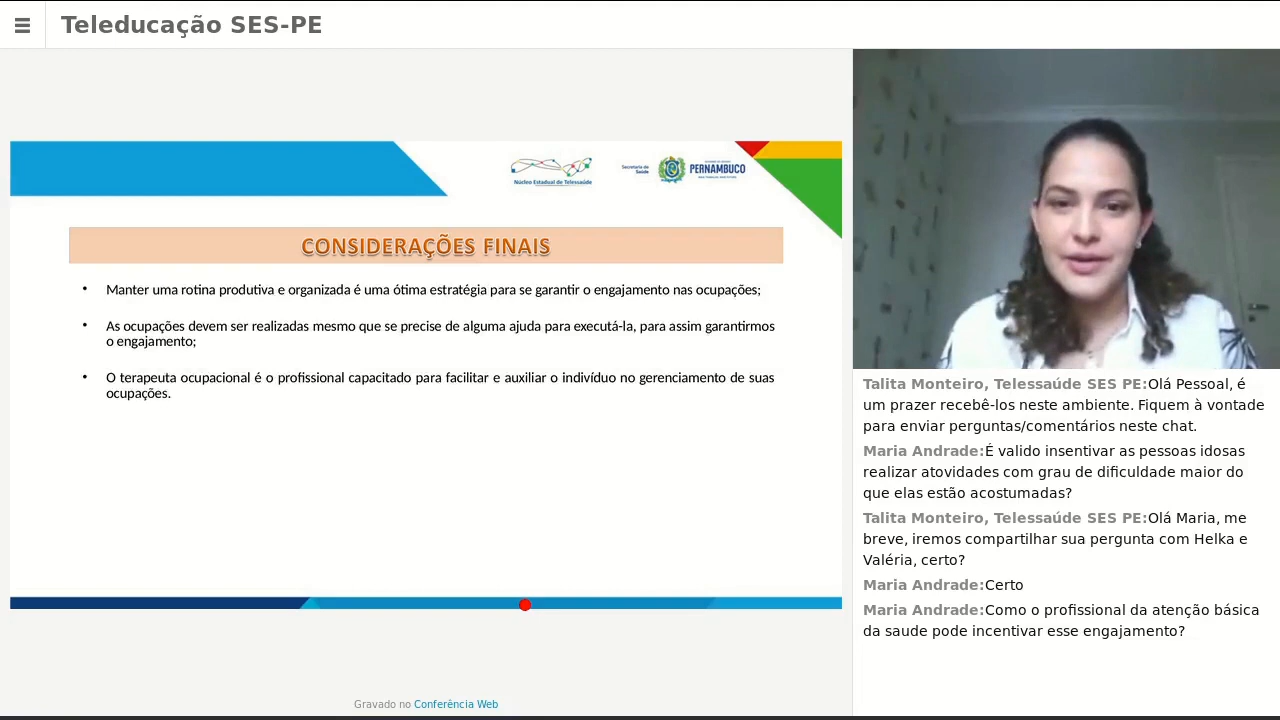 Teleducação SES-PE
Núcleo Estadual de Telessaúde
Secretaria de
Saúde
PERNAMBUCO
CONSIDERAÇÕES FINAIS
• Manter uma rotina produtiva e organizada é uma ótima estratégia para se garantir o engajamento nas ocupações;
• As ocupações devem ser realizadas mesmo que se precise de alguma ajuda para executá-la, para assim garantirmos
o engajamento;
• O terapeuta ocupacional é o profissional capacitado para facilitar e auxiliar o indivíduo no gerenciamento de suas
ocupações.
Gravado no Conferência Web
Talita Monteiro, Telessaúde SES PE:Olá Pessoal, é
um prazer recebê-los neste ambiente. Fiquem à vontade
para enviar perguntas/comentários neste chat.
Maria Andrade:É valido insentivar as pessoas idosas
realizar atovidades com grau de dificuldade maior do
que elas estão acostumadas?
Talita Monteiro, Telessaúde SES PE:Olá Maria, me
breve, iremos compartilhar sua pergunta com Helka e
Valéria, certo?
Maria Andrade:Certo
Maria Andrade:Como o profissional da atenção básica
da saude pode incentivar esse engajamento?